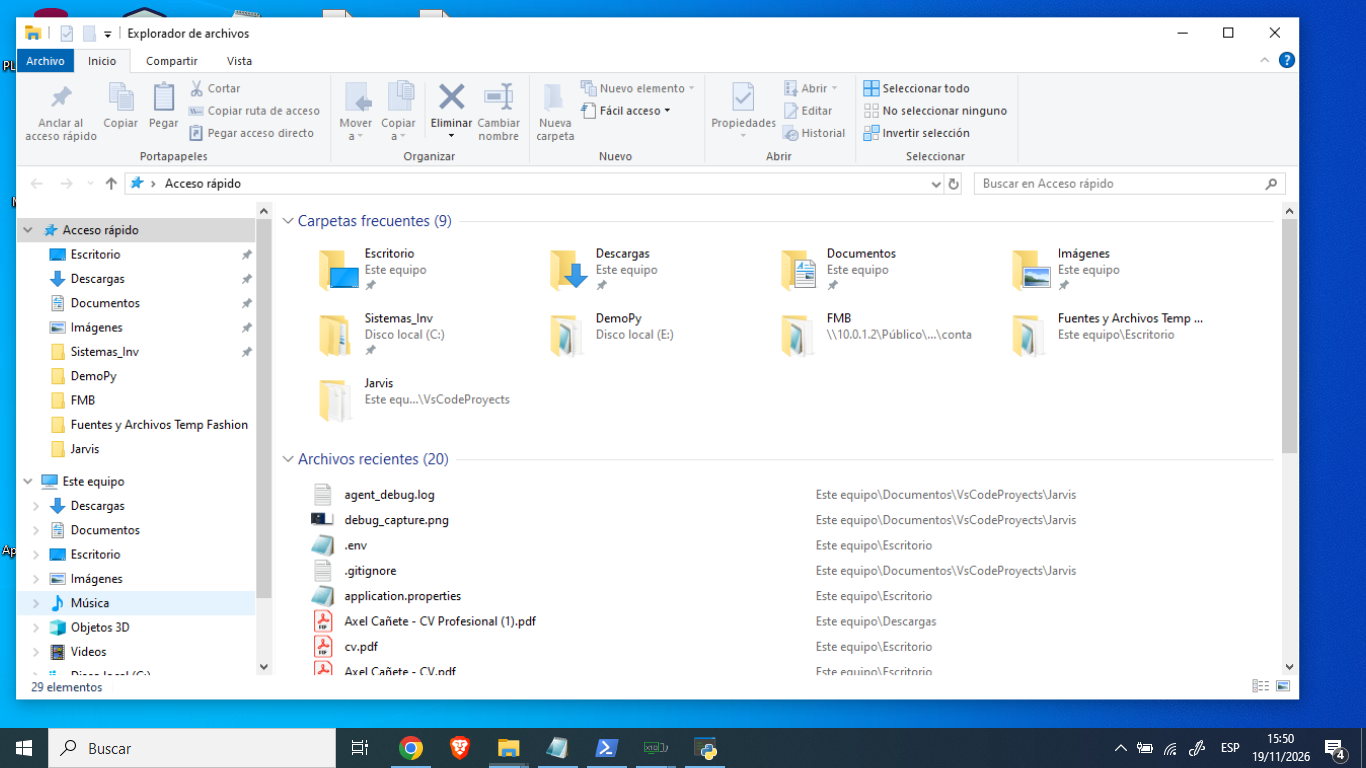 Explorador de archivos
Archivo Inicio Compartir Vista
Anclar al acceso rápido
Copiar
Pegar
Cortar
Copiar ruta de acceso
Pegar acceso directo
Portapapeles
Mover a
Copiar a
Eliminar
Cambiar nombre
Organizar
Nueva carpeta
Nuevo elemento
Fácil acceso
Nuevo
Propiedades
Abrir
Editar
Historial
Abrir
Seleccionar todo
No seleccionar ninguno
Invertir selección
Seleccionar
Acceso rápido
Buscar en Acceso rápido
Acceso rápido
Escritorio
Descargas
Documentos
Imágenes
Sistemas_Inv
DemoPy
FMB
Fuentes y Archivos Temp Fashion
Jarvis
Este equipo
Descargas
Documentos
Escritorio
Imágenes
Música
Objetos 3D
Videos
Disco local (C:)
Carpetas frecuentes (9)
Escritorio
Este equipo
Descargas
Este equipo
Documentos
Este equipo
Imágenes
Este equipo
Sistemas_Inv
Disco local (C:)
DemoPy
Disco local (E:)
FMB
\\10.0.1.2\Público\...\conta
Fuentes y Archivos Temp ...
Este equipo\Escritorio
Jarvis
Este equ...\VsCodeProyects
Archivos recientes (20)
agent_debug.log Este equipo\Documentos\VsCodeProyects\Jarvis
debug_capture.png Este equipo\Documentos\VsCodeProyects\Jarvis
.env Este equipo\Escritorio
.gitignore Este equipo\Documentos\VsCodeProyects\Jarvis
application.properties Este equipo\Escritorio
Axel Cañete - CV Profesional (1).pdf Este equipo\Descargas
cv.pdf Este equipo\Escritorio
Axel Cañete - CV.pdf Este equipo\Escritorio
29 elementos
Buscar
ESP
15:50
19/11/2026
4